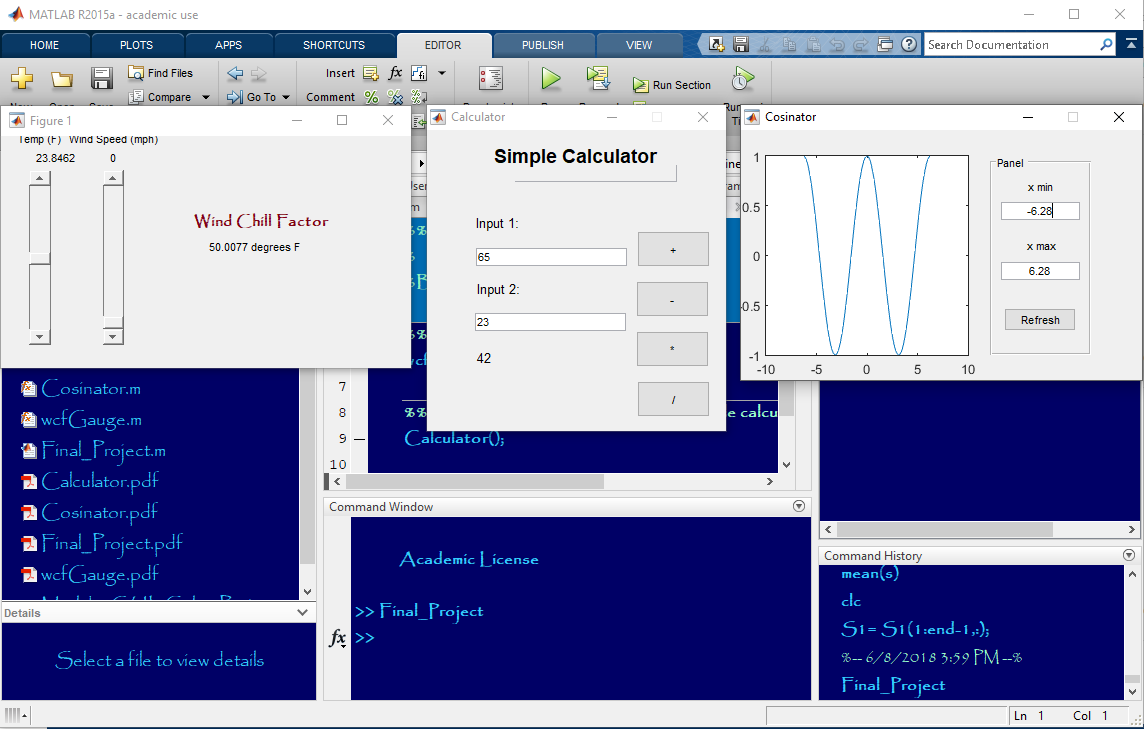 MATLAB R2015a - academic use
HOME PLOTS APPS SHORTCUTS EDITOR PUBLISH VIEW
Search Documentation
Find Files
Insert fx
Compare
Go To
Comment
Run Section
Figure 1
Temp (F) Wind Speed (mph)
23.8462 0
Wind Chill Factor
50.0077 degrees F
Calculator
Simple Calculator
Input 1:
65
+
Input 2:
-
23
*
42
/
Cosinator
1
0.5
0
-0.5
-1
-10 -5 0 5 10
Panel
x min
-6.28
x max
6.28
Refresh
Cosinator.m
wcfGauge.m
Final_Project.m
Calculator.pdf
Cosinator.pdf
Final_Project.pdf
wcfGauge.pdf
Details
Select a file to view details
7
8 %% e calcu
9 Calculator();
10
Command Window
Academic License
>> Final_Project
fx >>
Command History
mean(s)
clc
S1= S1(1:end-1,:);
%-- 6/8/2018 3:59 PM --%
Final_Project
Ln 1 Col 1